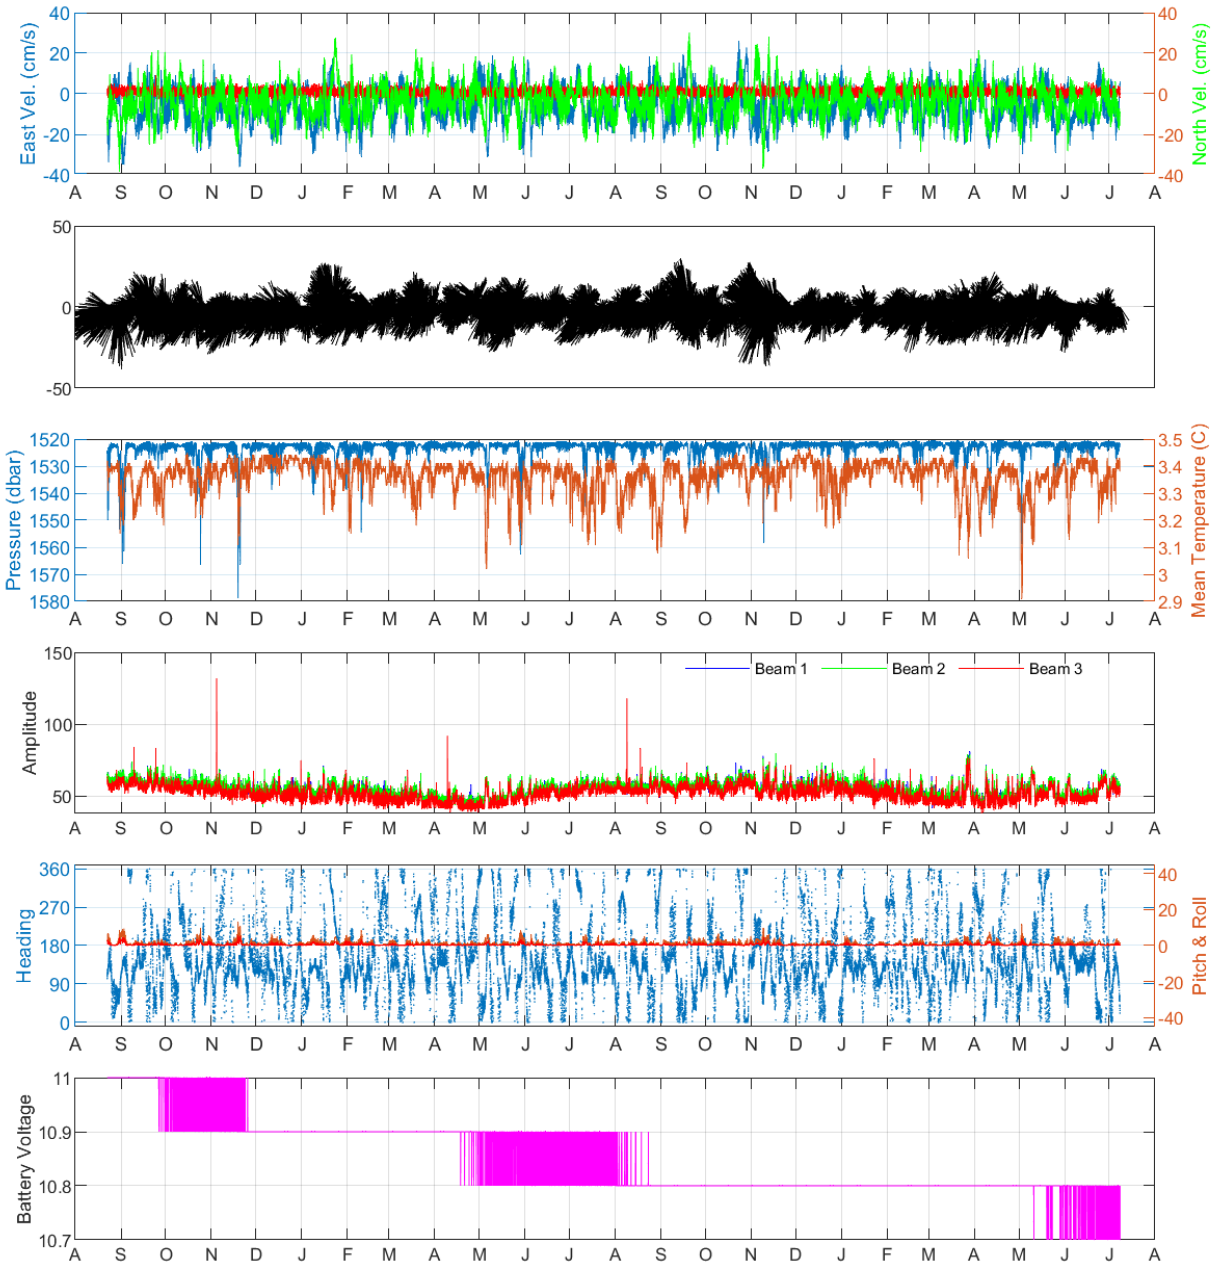 40 20 0 -20 -40
East Vel. (cm/s)
40 20 0 -20 -40
North Vel. (cm/s)
A S O N D J F M A M J J A S O N D J F M A M J J A
50 0 -50
1520 1530 1540 1550 1560 1570 1580
Pressure (dbar)
3.5 3.4 3.3 3.2 3.1 3 2.9
Mean Temperature (C)
A S O N D J F M A M J J A S O N D J F M A M J J A
150 100 50
Amplitude
Beam 1 Beam 2 Beam 3
A S O N D J F M A M J J A S O N D J F M A M J J A
360 270 180 90 0
Heading
40 20 0 -20 -40
Pitch & Roll
A S O N D J F M A M J J A S O N D J F M A M J J A
11 10.9 10.8 10.7
Battery Voltage
A S O N D J F M A M J J A S O N D J F M A M J J A